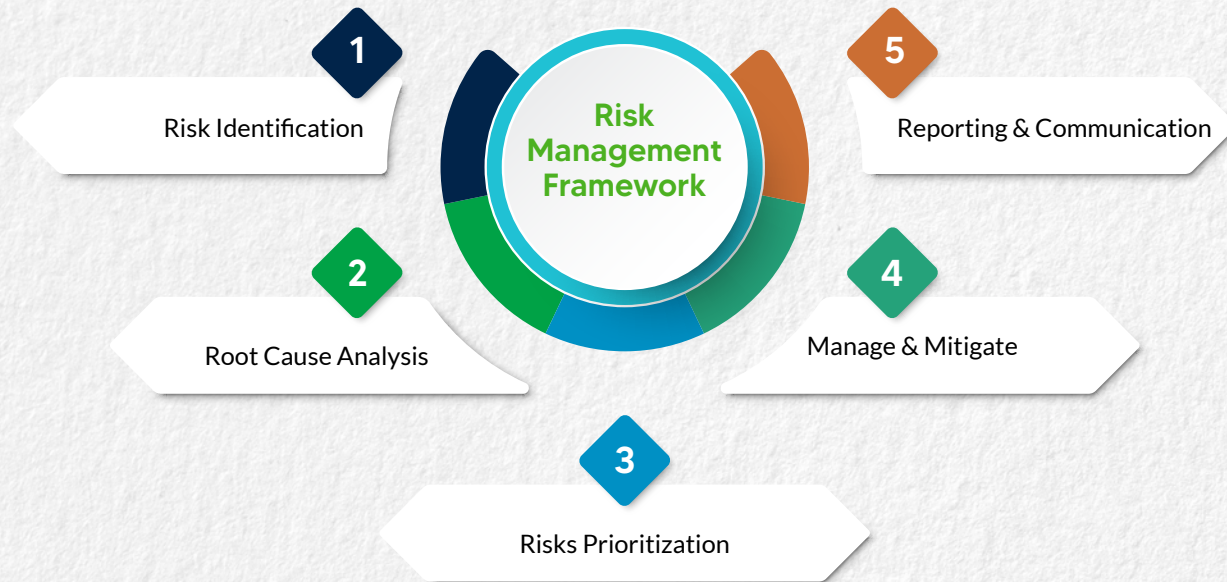 Risk
Management
Framework
1
Risk Identification
2
Root Cause Analysis
3
Risks Prioritization
4
Manage & Mitigate
5
Reporting & Communication